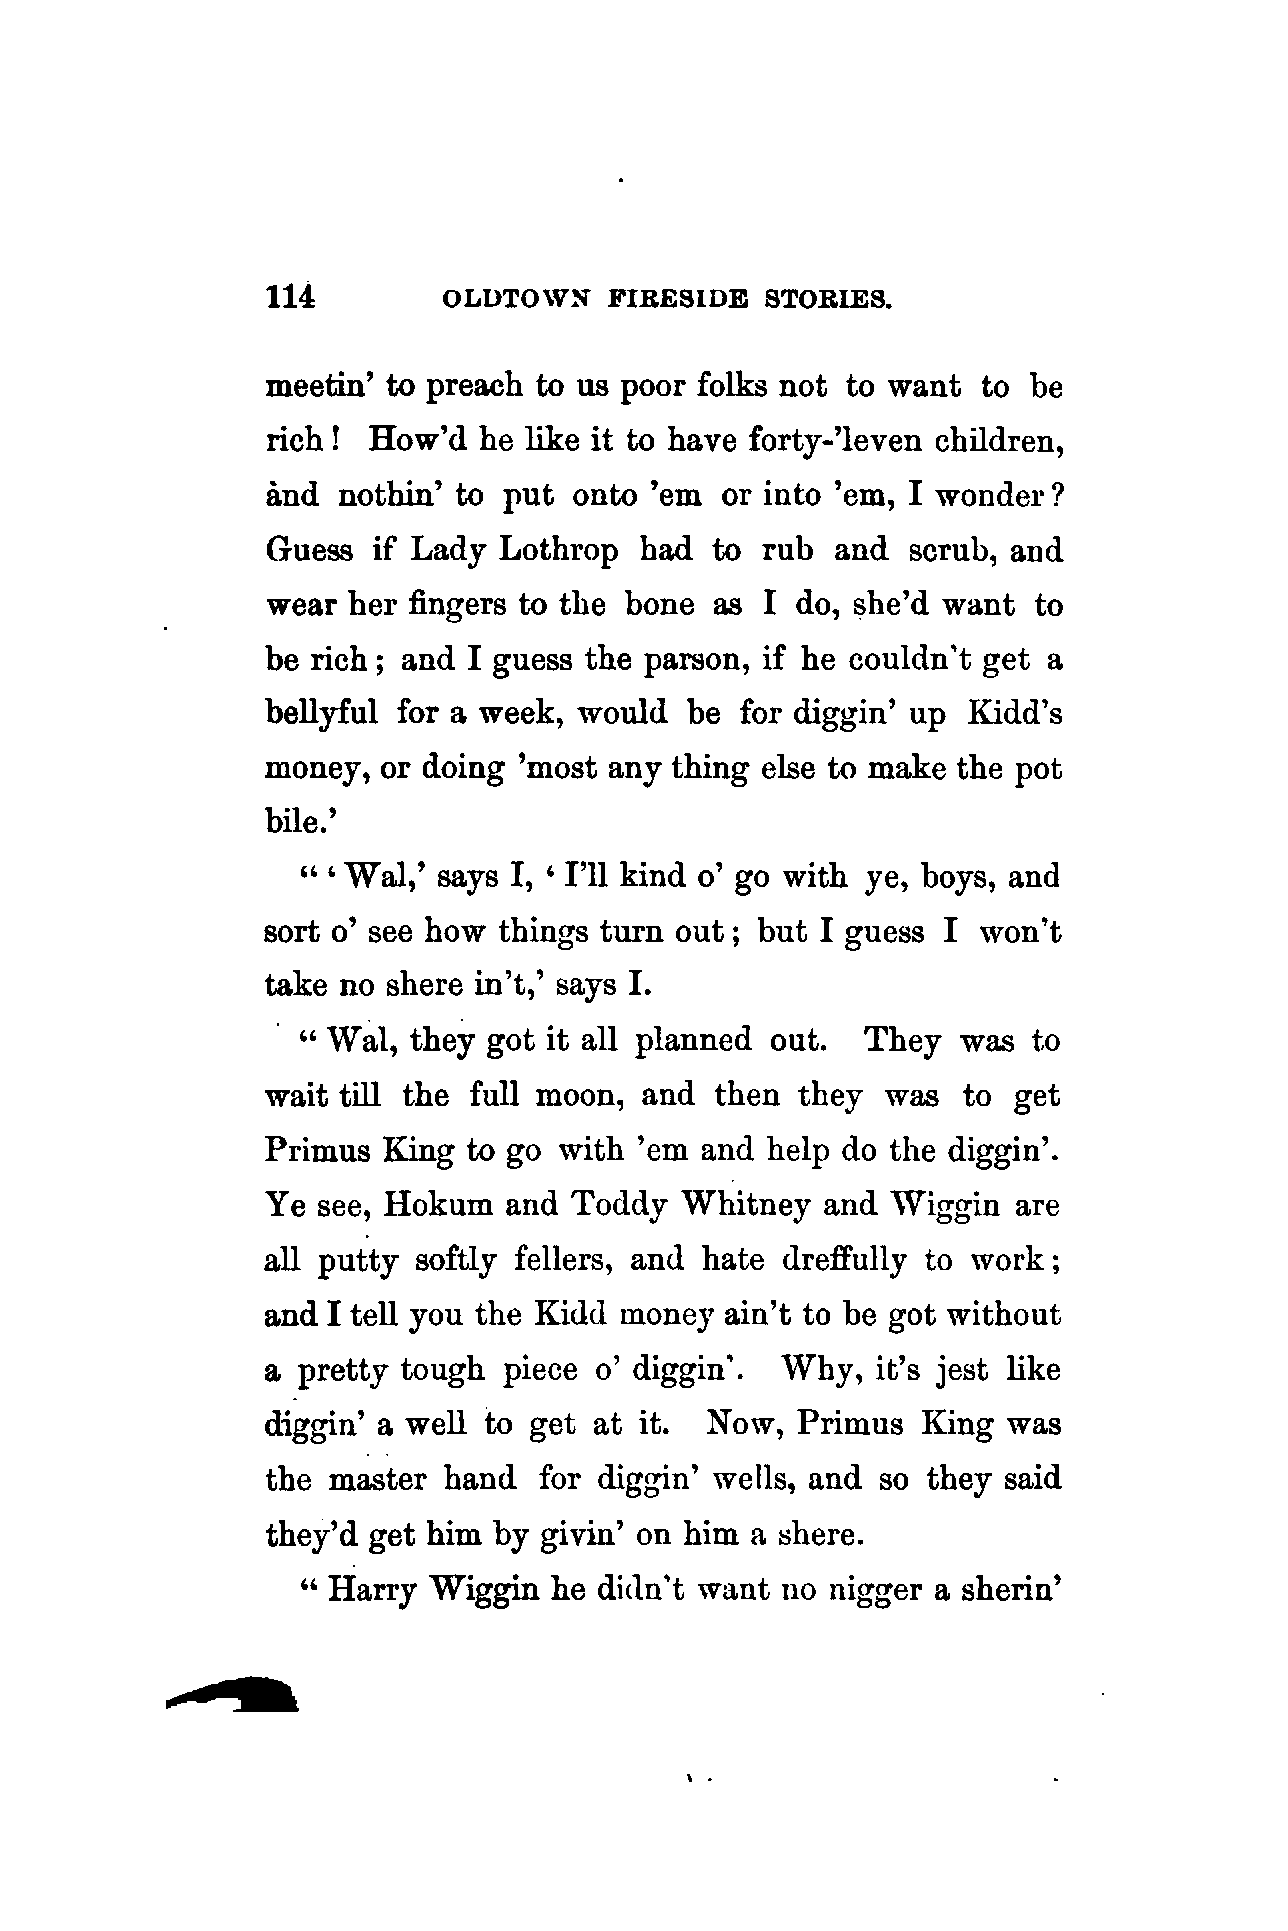 114 OLDTOWN FIRESIDE STORIES.
meetin’ to preach to us poor folks not to want to be
rich! How’d he like it to have forty-’leven children,
and nothin’ to put onto ’em or into ’em, I wonder?
Guess if Lady Lothrop had to rub and scrub, and
wear her fingers to the bone as I do, she’d want to
be rich; and I guess the parson, if he couldn’t get a
bellyful for a week, would be for diggin’ up Kidd’s
money, or doing ’most any thing else to make the pot
bile.’
“‘Wal,’ says I, ‘I’ll kind o’ go with ye, boys, and
sort o’ see how things turn out; but I guess I won’t
take no shere in’t,’ says I.
“Wal, they got it all planned out. They was to
wait till the full moon, and then they was to get
Primus King to go with ’em and help do the diggin’.
Ye see, Hokum and Toddy Whitney and Wiggin are
all putty softly fellers, and hate dreffully to work;
and I tell you the Kidd money ain’t to be got without
a pretty tough piece o’ diggin’. Why, it’s jest like
diggin’ a well to get at it. Now, Primus King was
the master hand for diggin’ wells, and so they said
they’d get him by givin’ on him a shere.
“Harry Wiggin he didn’t want no nigger a sherin’